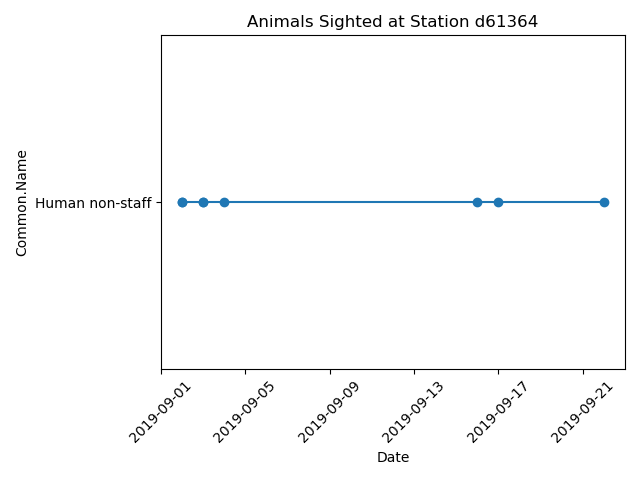 Animals Sighted at Station d61364
Common.Name
Human non-staff
2019-09-01
2019-09-05
2019-09-09
2019-09-13
2019-09-17
2019-09-21
Date